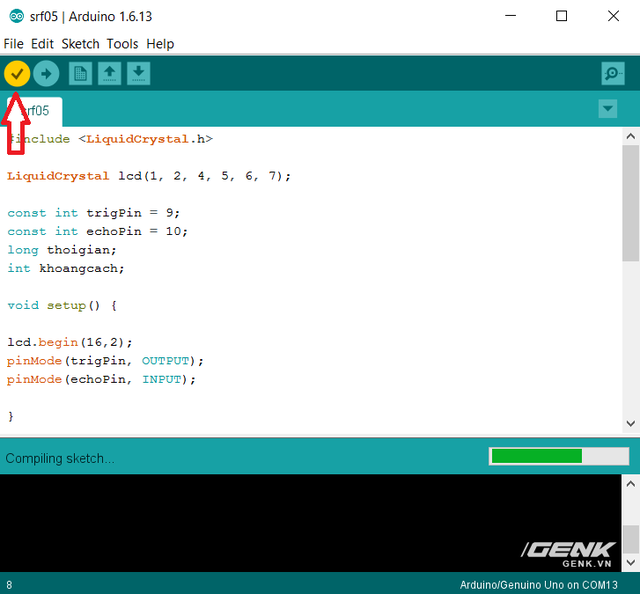 srf05 | Arduino 1.6.13
File Edit Sketch Tools Help
srf05
#include <LiquidCrystal.h>
LiquidCrystal lcd(1, 2, 4, 5, 6, 7);
const int trigPin = 9;
const int echoPin = 10;
long thoigian;
int khoangcach;
void setup() {
lcd.begin(16,2);
pinMode(trigPin, OUTPUT);
pinMode(echoPin, INPUT);
}
Compiling sketch...
GENK
GENK.VN
8
Arduino/Genuino Uno on COM13